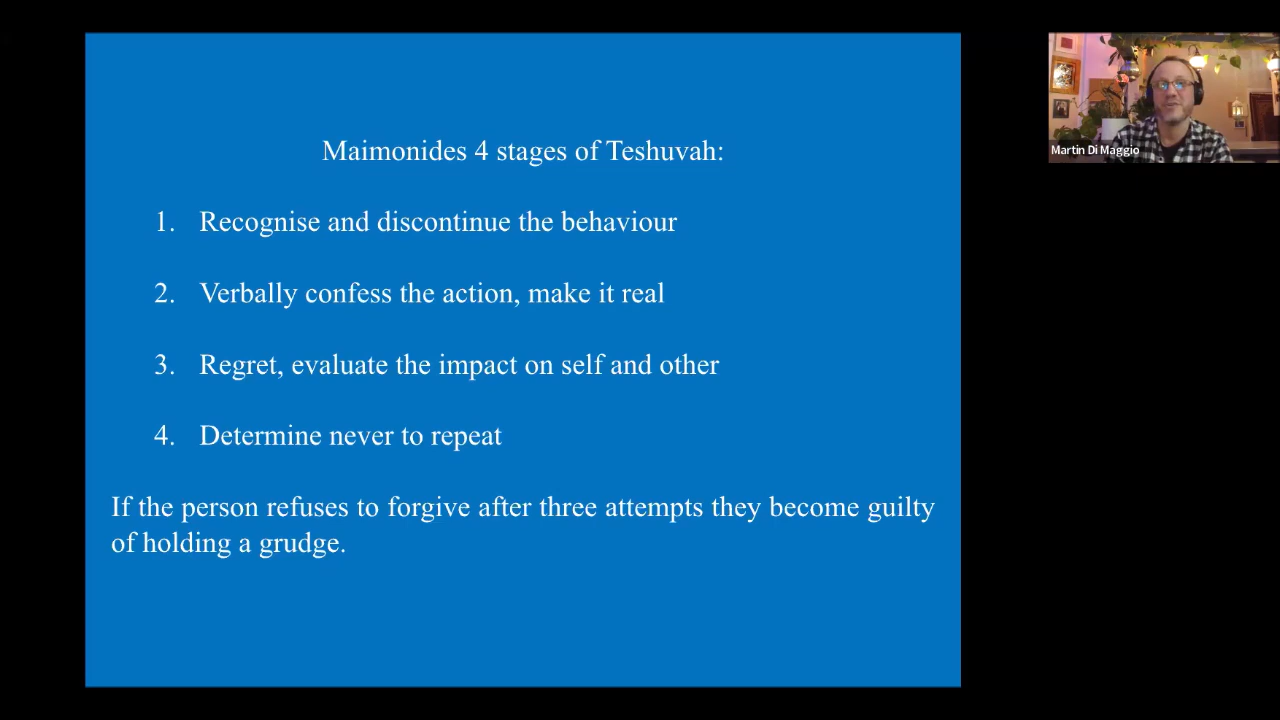 Maimonides 4 stages of Teshuvah:
1. Recognise and discontinue the behaviour
2. Verbally confess the action, make it real
3. Regret, evaluate the impact on self and other
4. Determine never to repeat
If the person refuses to forgive after three attempts they become guilty
of holding a grudge.
Martin Di Maggio